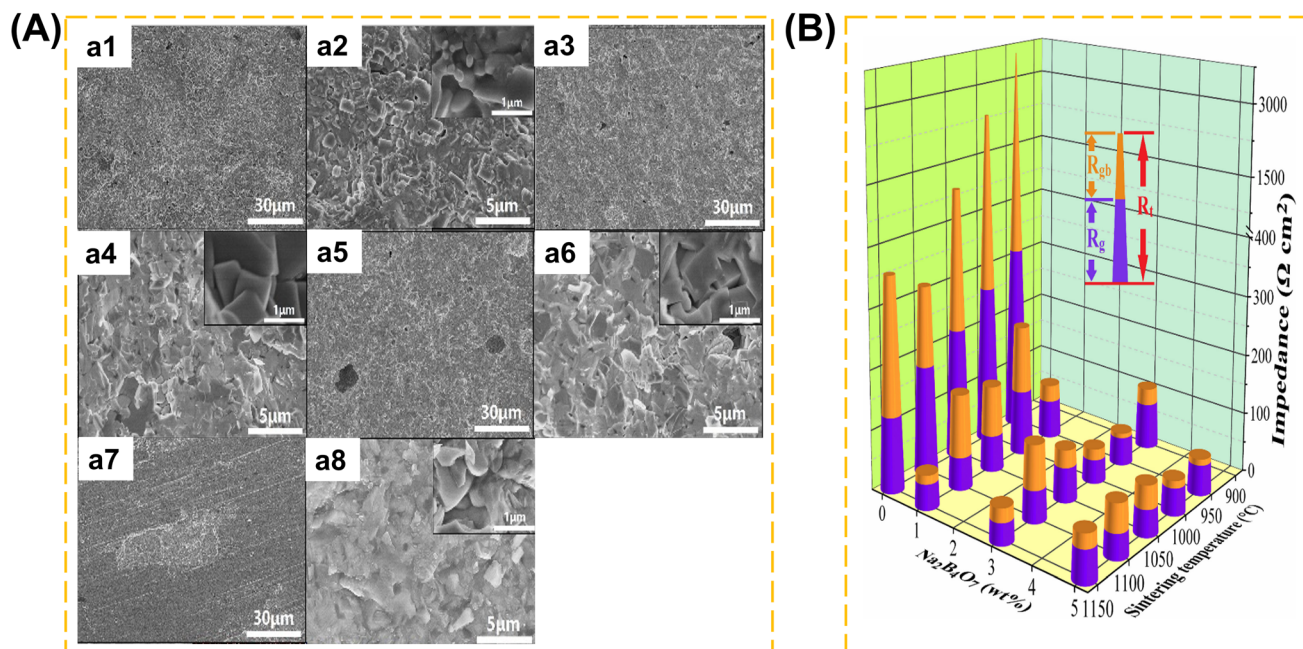 (A)
a1
30μm
a2
1μm
5μm
a3
30μm
a4
1μm
5μm
a5
30μm
a6
1μm
5μm
a7
30μm
a8
1μm
5μm
(B)
Rgb
Rg
Rt
3000
1500
400
300
200
100
0
Impedance (Ω cm²)
0
1
2
3
4
5
Na₂B₄O₇ (wt%)
1150
1100
1050
1000
950
900
Sintering temperature (°C)